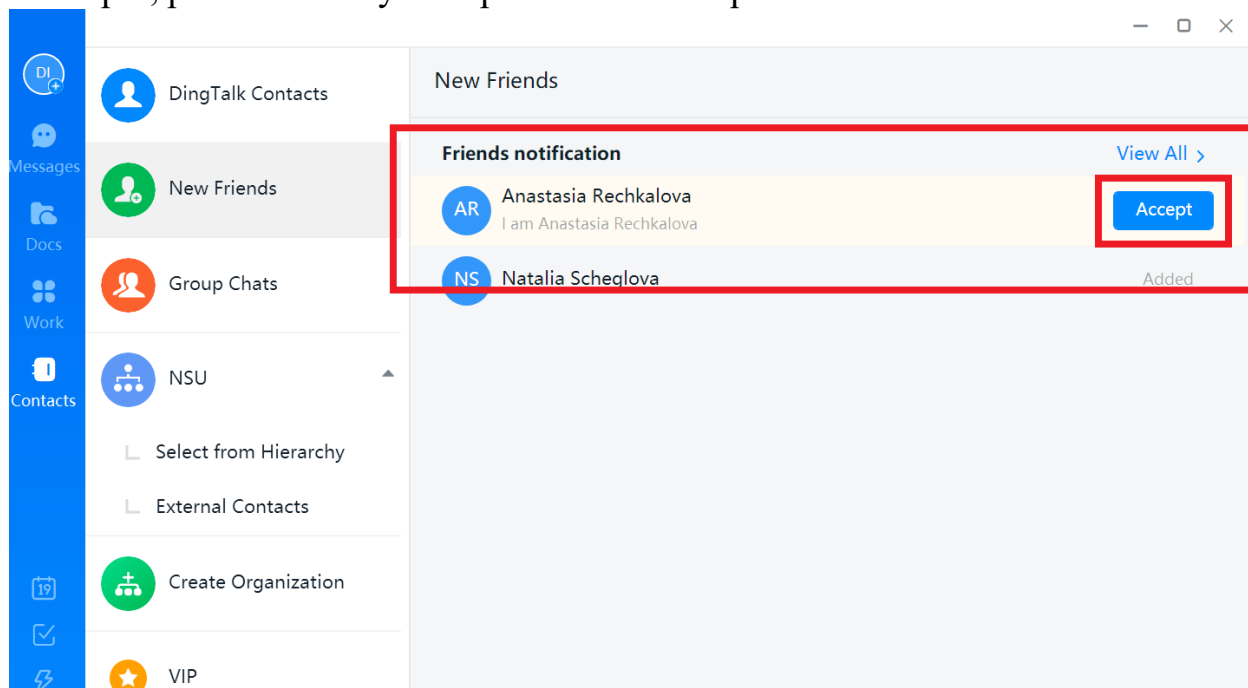 DI
Messages
Docs
Work
Contacts
19
DingTalk Contacts
New Friends
Group Chats
NSU
Select from Hierarchy
External Contacts
Create Organization
VIP
New Friends
Friends notification
View All >
AR
Anastasia Rechkalova
I am Anastasia Rechkalova
Accept
NS
Natalia Scheglova
Added